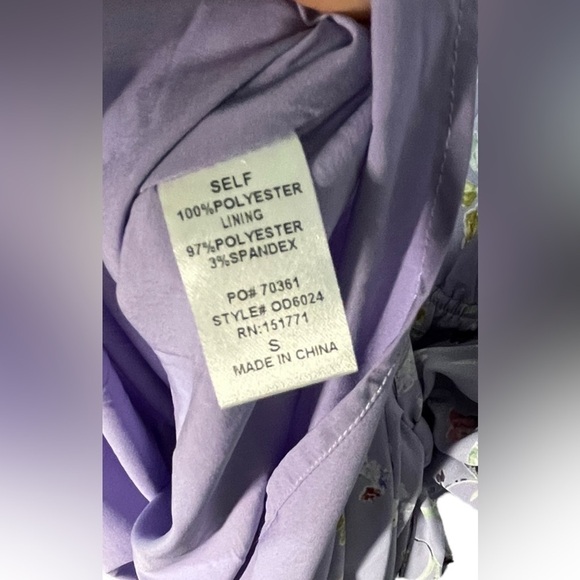 SELF
100%POLYESTER
LINING
97%POLYESTER
3%SPANDEX
PO# 70361
STYLE# OD6024
RN:151771
S
MADE IN CHINA